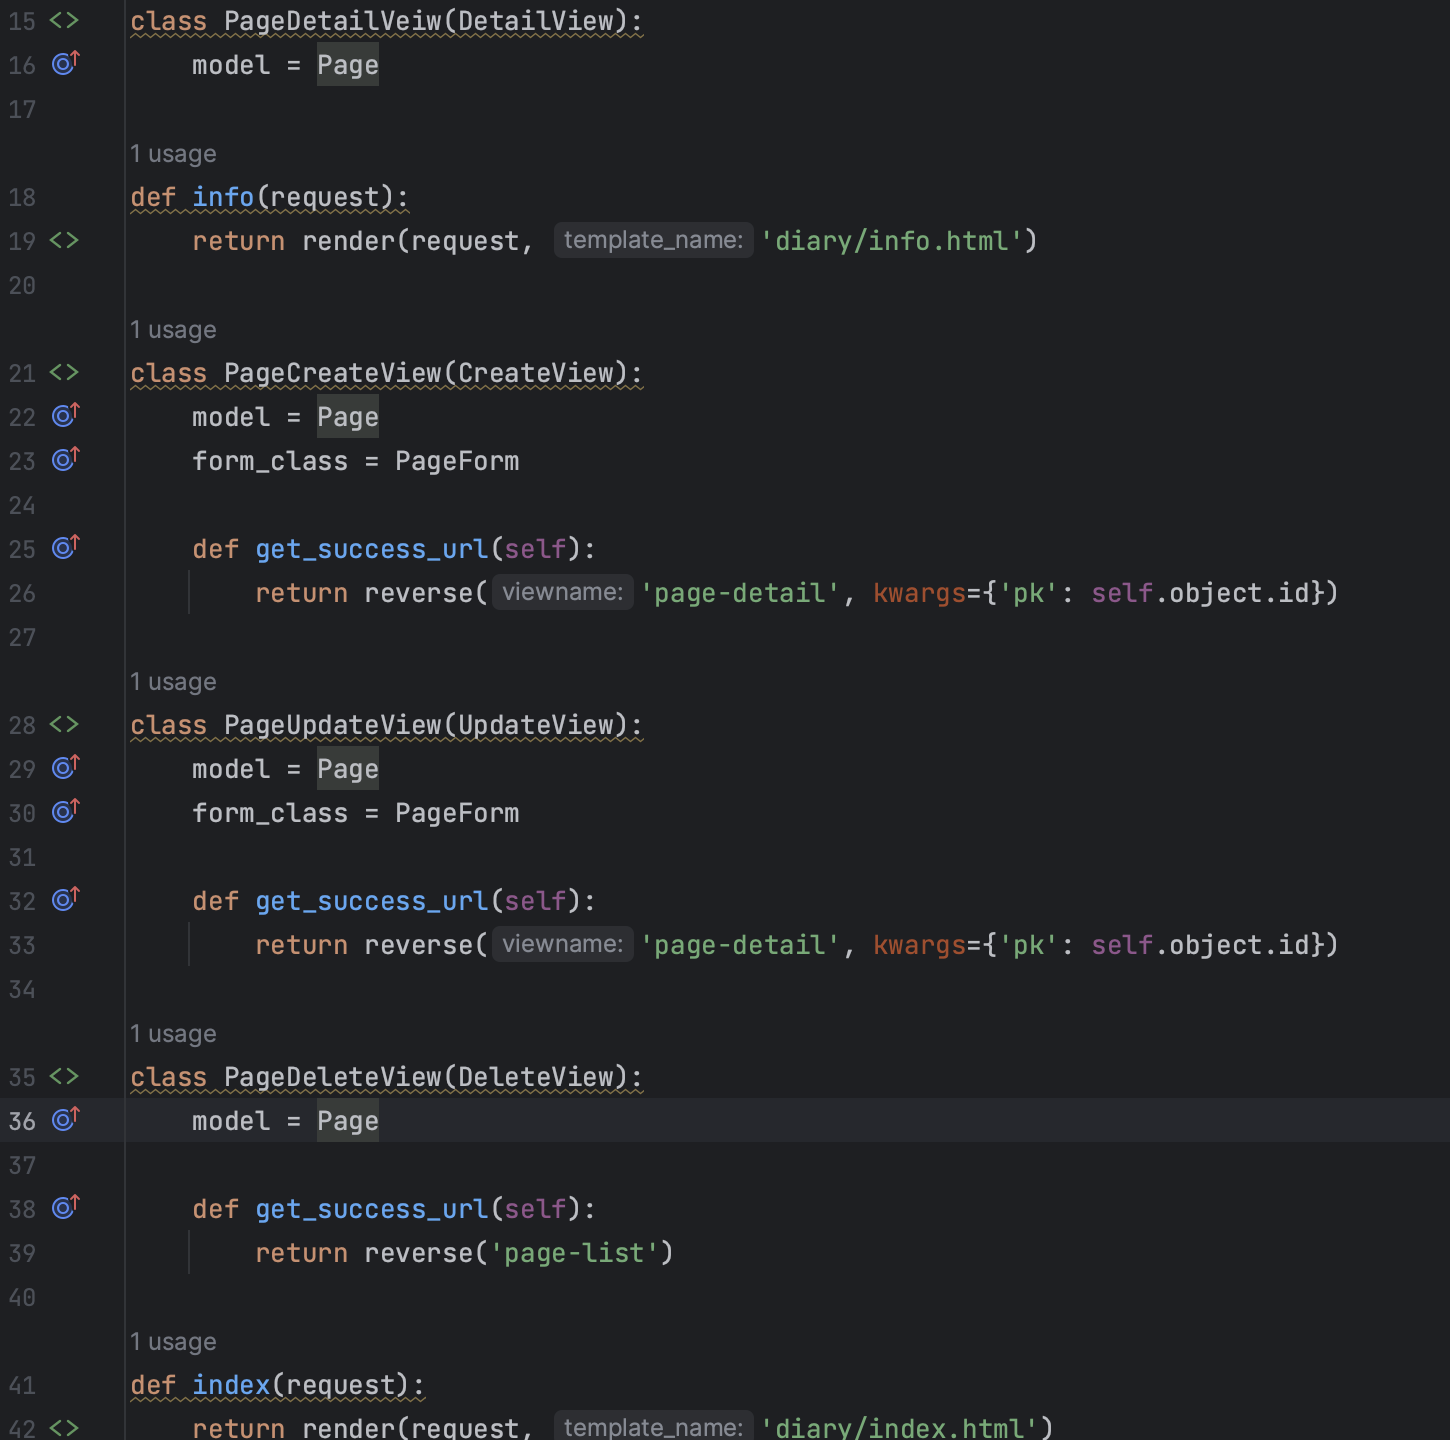 15 <> class PageDetailVeiw(DetailView):
16 model = Page
17
1 usage
18 def info(request):
19 <> return render(request, template_name: 'diary/info.html')
20
1 usage
21 <> class PageCreateView(CreateView):
22 model = Page
23 form_class = PageForm
24
25 def get_success_url(self):
26 return reverse( viewname: 'page-detail', kwargs={'pk': self.object.id})
27
1 usage
28 <> class PageUpdateView(UpdateView):
29 model = Page
30 form_class = PageForm
31
32 def get_success_url(self):
33 return reverse( viewname: 'page-detail', kwargs={'pk': self.object.id})
34
1 usage
35 <> class PageDeleteView(DeleteView):
36 model = Page
37
38 def get_success_url(self):
39 return reverse('page-list')
40
1 usage
41 def index(request):
42 <> return render(request, template_name: 'diary/index.html')